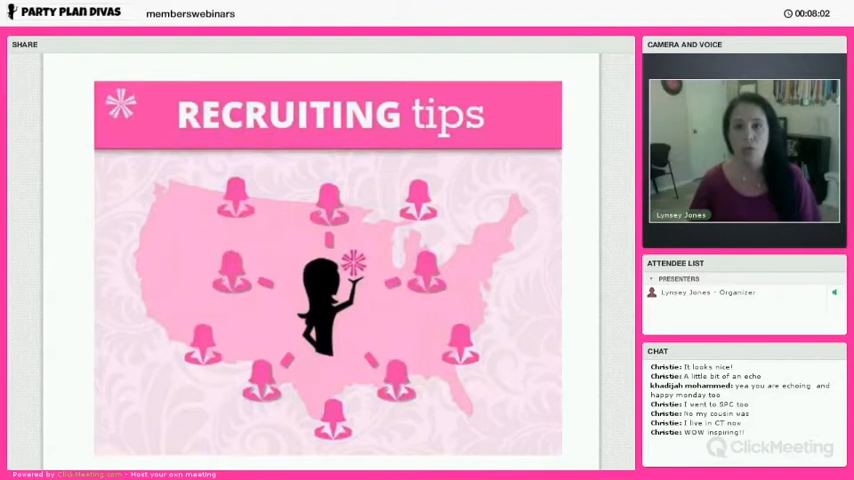 PARTY PLAN DIVAS
memberswebinars
00:08:02
SHARE
RECRUITING tips
CAMERA AND VOICE
Lynsey Jones
ATTENDEE LIST
PRESENTERS
Lynsey Jones - Organizer
CHAT
Christie: It looks nice!
Christie: A little bit of an echo
khadijah mohammed: yea you are echoing and
happy monday too
Christie: I went to SPC too
Christie: No my cousin was
Christie: I live in CT now
Christie: WOW inspiring!!
ClickMeeting
Powered by ClickMeeting.com - Host your own meeting